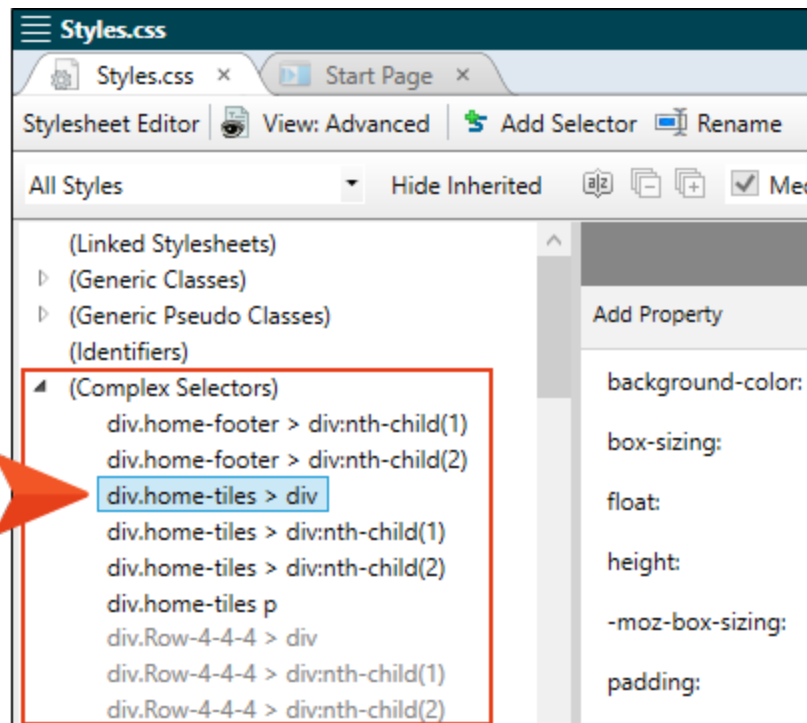 Styles.css
Styles.css × Start Page ×
Stylesheet Editor View: Advanced Add Selector Rename
All Styles Hide Inherited a|z
(Linked Stylesheets)
(Generic Classes)
(Generic Pseudo Classes)
(Identifiers)
(Complex Selectors)
div.home-footer > div:nth-child(1)
div.home-footer > div:nth-child(2)
div.home-tiles > div
div.home-tiles > div:nth-child(1)
div.home-tiles > div:nth-child(2)
div.home-tiles p
div.Row-4-4-4 > div
div.Row-4-4-4 > div:nth-child(1)
div.Row-4-4-4 > div:nth-child(2)
Add Property
background-color:
box-sizing:
float:
height:
-moz-box-sizing:
padding: